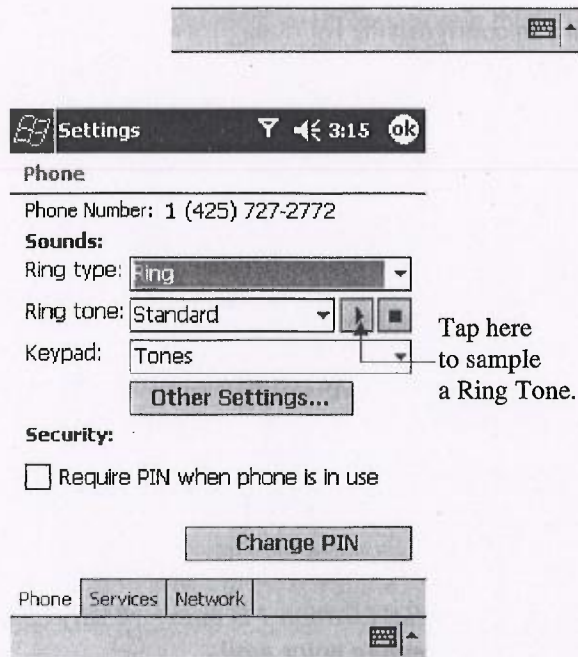 Settings 3:15 ok
Phone
Phone Number: 1 (425) 727-2772
Sounds:
Ring type: Ring
Ring tone: Standard
Keypad: Tones
Tap here
to sample
a Ring Tone.
Other Settings...
Security:
Require PIN when phone is in use
Change PIN
Phone Services Network